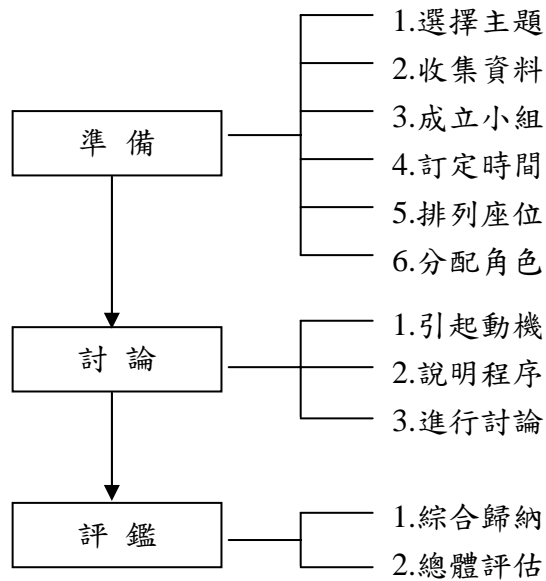 準 備
1.選擇主題
2.收集資料
3.成立小組
4.訂定時間
5.排列座位
6.分配角色
討 論
1.引起動機
2.說明程序
3.進行討論
評 鑑
1.綜合歸納
2.總體評估